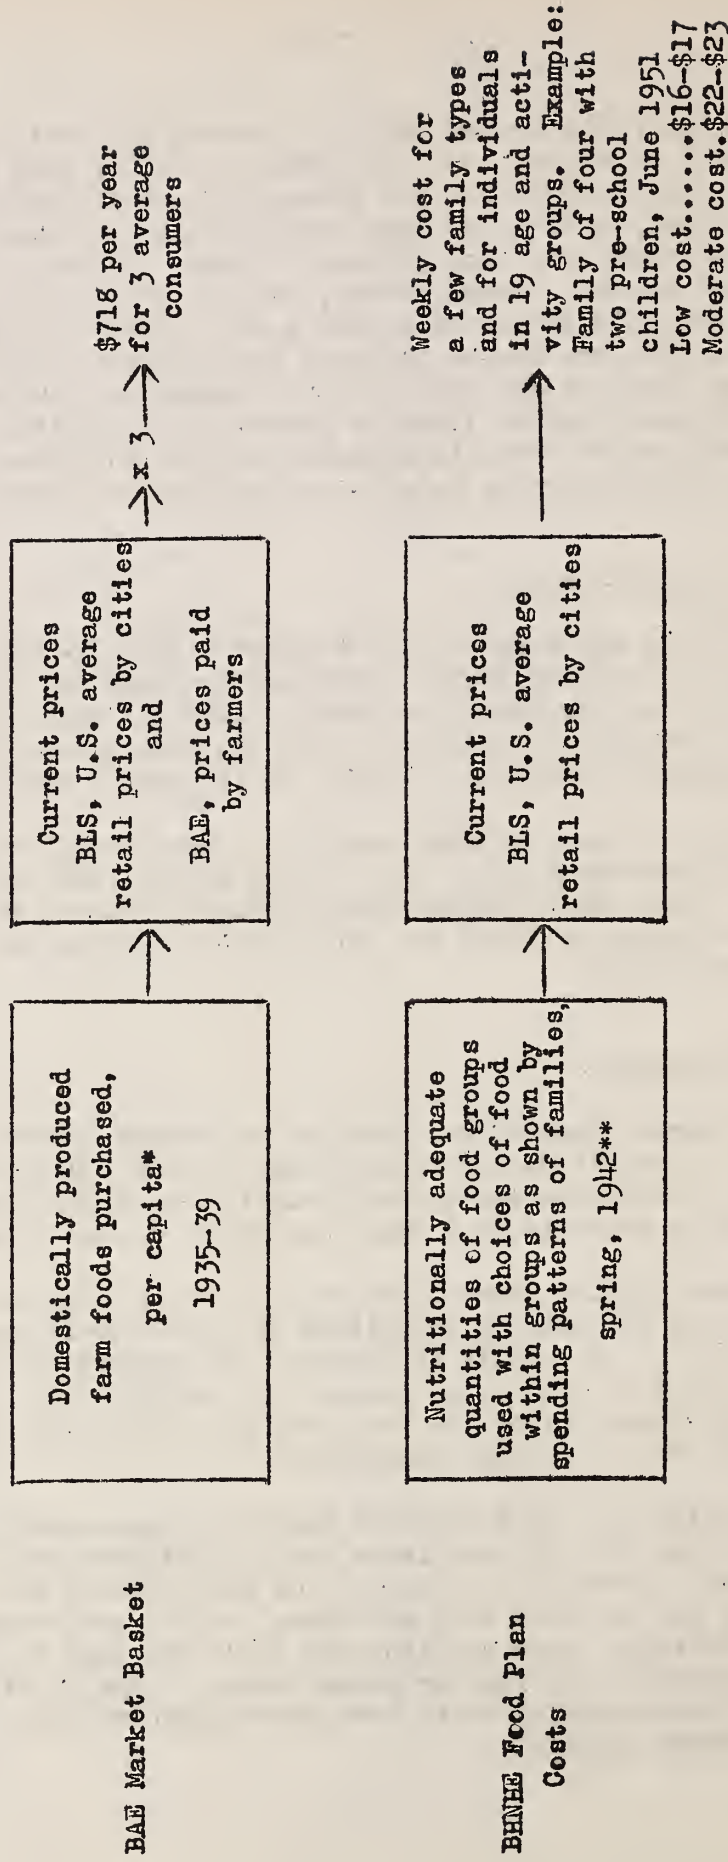 BAE Market Basket
Domestically produced
farm foods purchased,
per capita*
1935-39
Current prices
BLS, U.S. average
retail prices by cities
and
BAE, prices paid
by farmers
x 3
$718 per year
for 3 average
consumers
BHNHE Food Plan
Costs
Nutritionally adequate
quantities of food groups
used with choices of food
within groups as shown by
spending patterns of families,
spring, 1942**
Current prices
BLS, U.S. average
retail prices by cities
Weekly cost for
a few family types
and for individuals
in 19 age and acti-
vity groups. Example:
Family of four with
two pre-school
children, June 1951
Low cost......$16-$17
Moderate cost.$22-$23